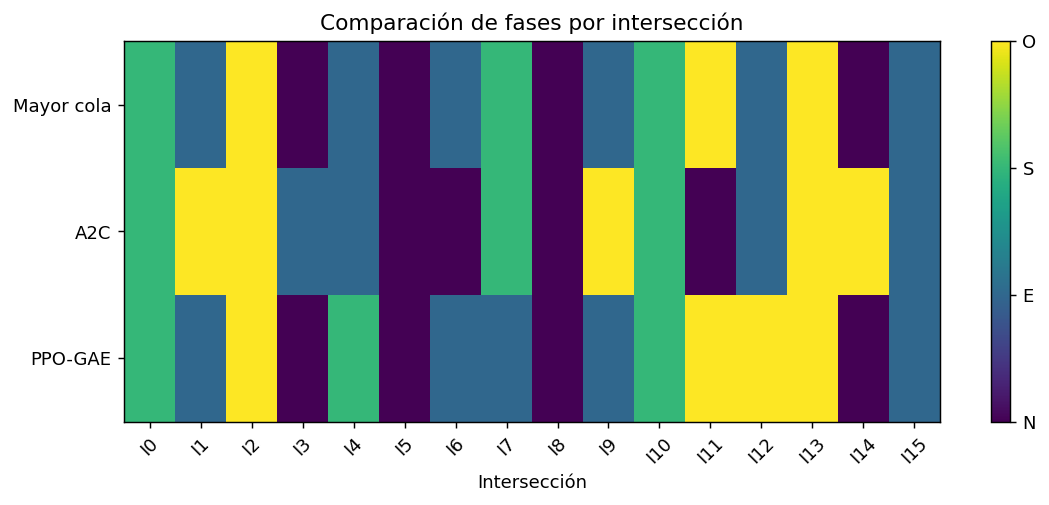 Comparación de fases por intersección
Mayor cola
A2C
PPO-GAE
I0 I1 I2 I3 I4 I5 I6 I7 I8 I9 I10 I11 I12 I13 I14 I15
Intersección
O
S
E
N